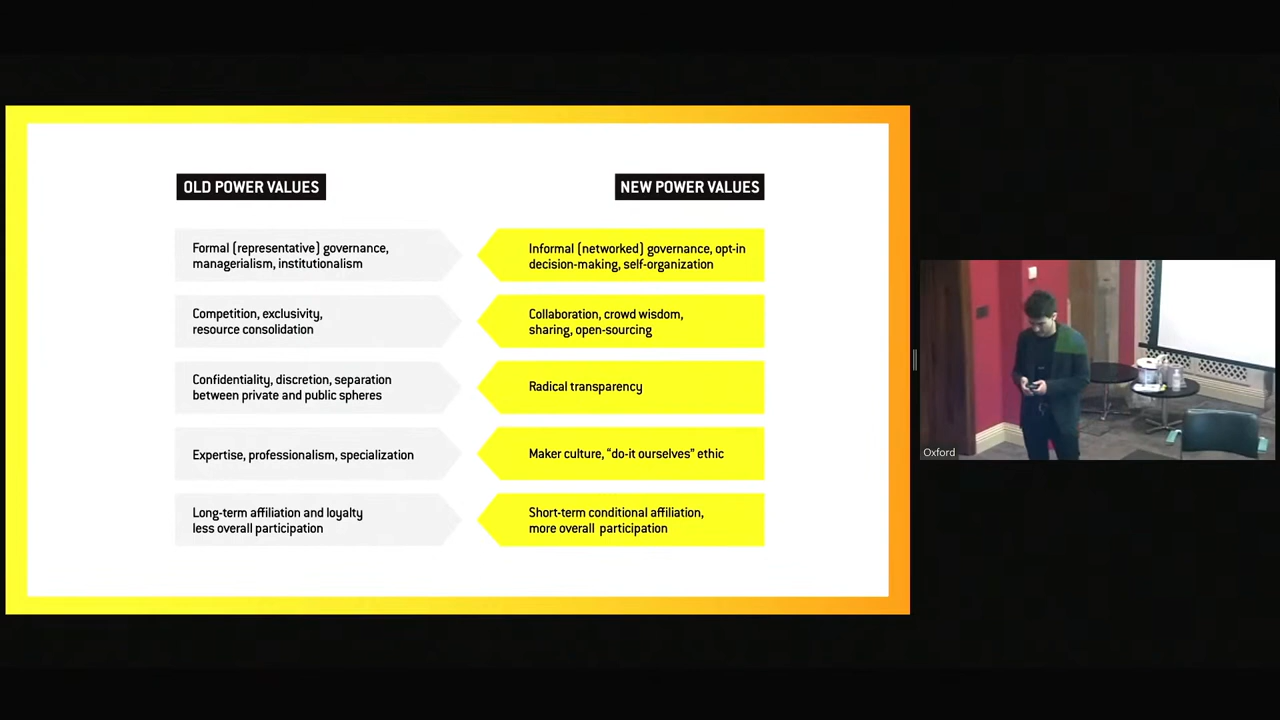 OLD POWER VALUES
NEW POWER VALUES
Formal (representative) governance,
managerialism, institutionalism
Informal (networked) governance, opt-in
decision-making, self-organization
Competition, exclusivity,
resource consolidation
Collaboration, crowd wisdom,
sharing, open-sourcing
Confidentiality, discretion, separation
between private and public spheres
Radical transparency
Expertise, professionalism, specialization
Maker culture, “do-it ourselves” ethic
Long-term affiliation and loyalty
less overall participation
Short-term conditional affiliation,
more overall participation
Oxford